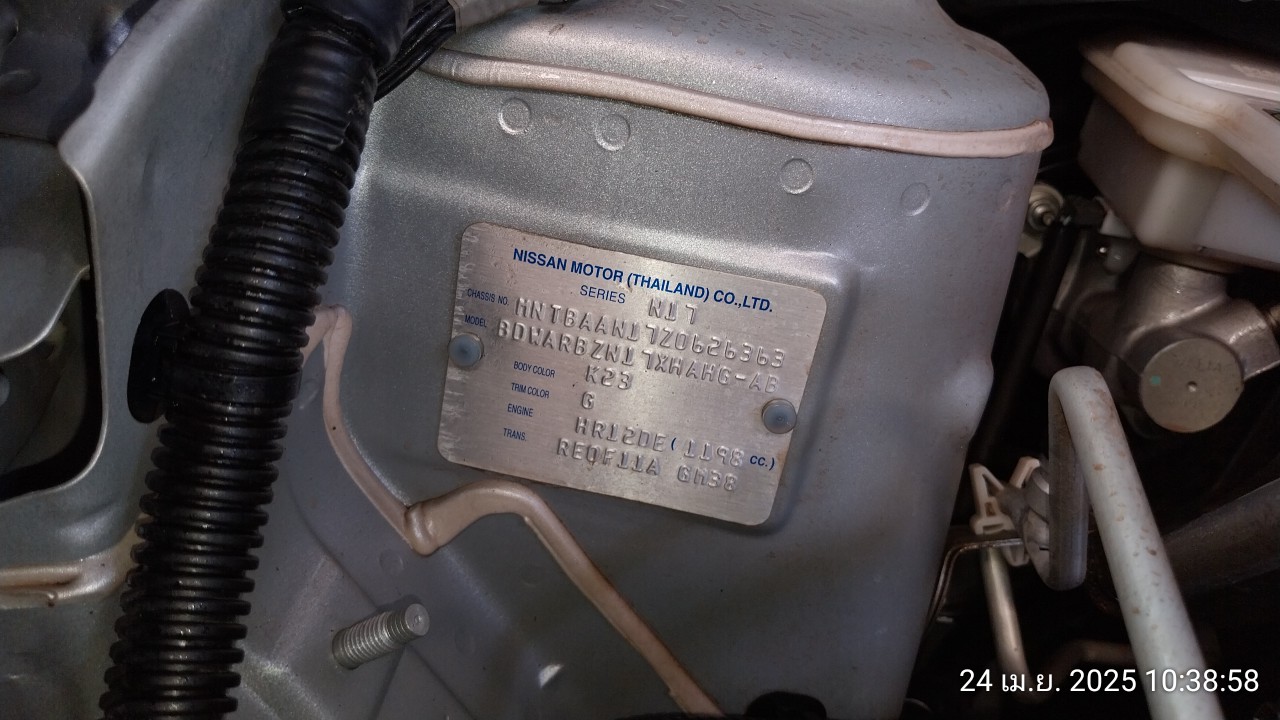 NISSAN MOTOR (THAILAND) CO.,LTD.
SERIES N17
CHASSIS NO. MNTBAAN17Z0626363
MODEL BDWARBZN17XHAHG-AB
BODY COLOR K23
TRIM COLOR G
ENGINE HR12DE ( 1198 CC.)
TRANS. RE0F11A GM38
24 เม.ย. 2025 10:38:58